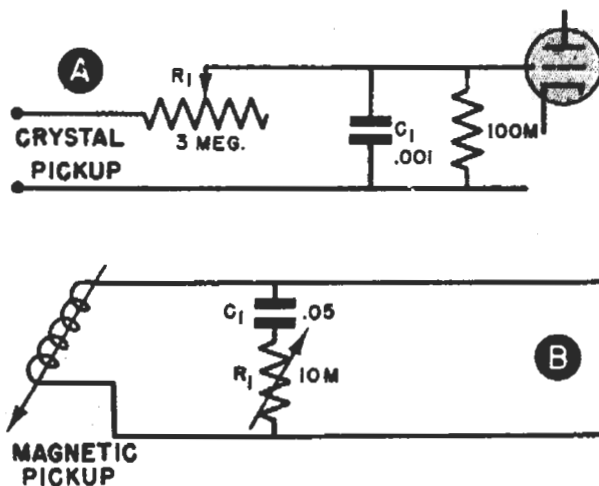 A
R1
3 MEG.
CRYSTAL
PICKUP
C1
.001
100M
C1
.05
R1
10M
B
MAGNETIC
PICKUP